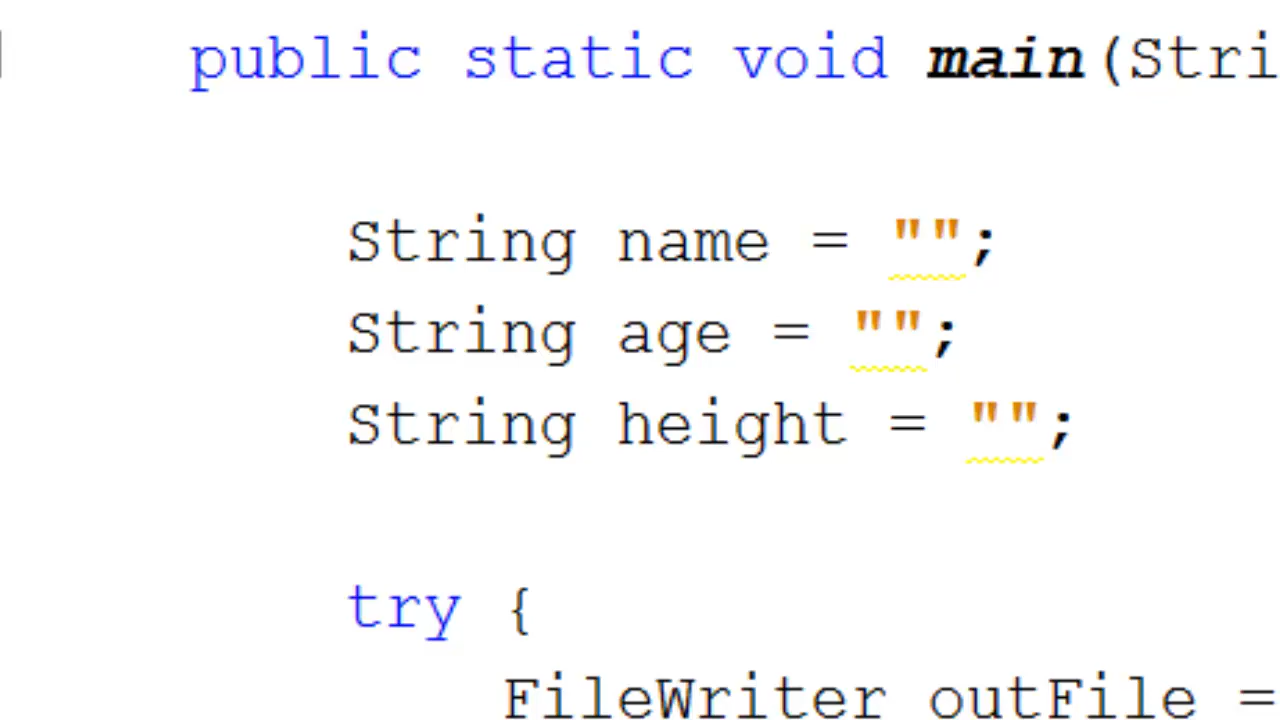 public static void main(Stri
String name = "";
String age = "";
String height = "";
try {
FileWriter outFile =